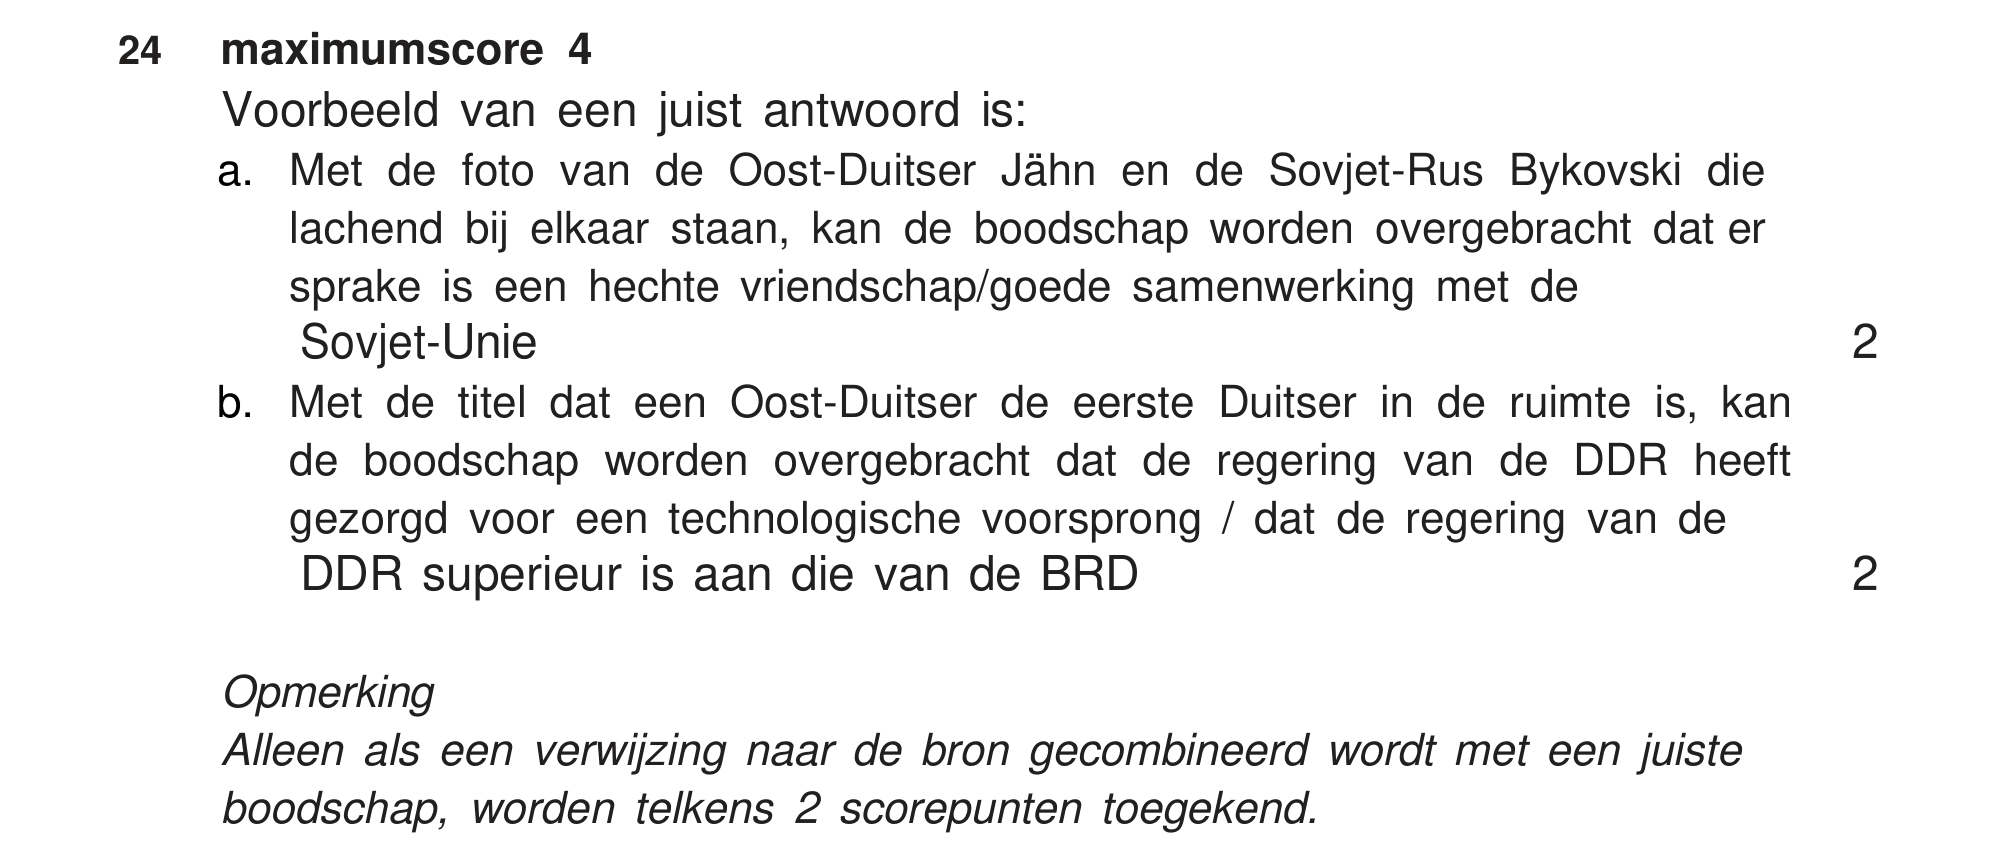 24 maximumscore 4
Voorbeeld van een juist antwoord is:
a. Met de foto van de Oost-Duitser Jähn en de Sovjet-Rus Bykovski die
lachend bij elkaar staan, kan de boodschap worden overgebracht dat er
sprake is een hechte vriendschap/goede samenwerking met de
Sovjet-Unie 2
b. Met de titel dat een Oost-Duitser de eerste Duitser in de ruimte is, kan
de boodschap worden overgebracht dat de regering van de DDR heeft
gezorgd voor een technologische voorsprong / dat de regering van de
DDR superieur is aan die van de BRD 2
Opmerking
Alleen als een verwijzing naar de bron gecombineerd wordt met een juiste
boodschap, worden telkens 2 scorepunten toegekend.